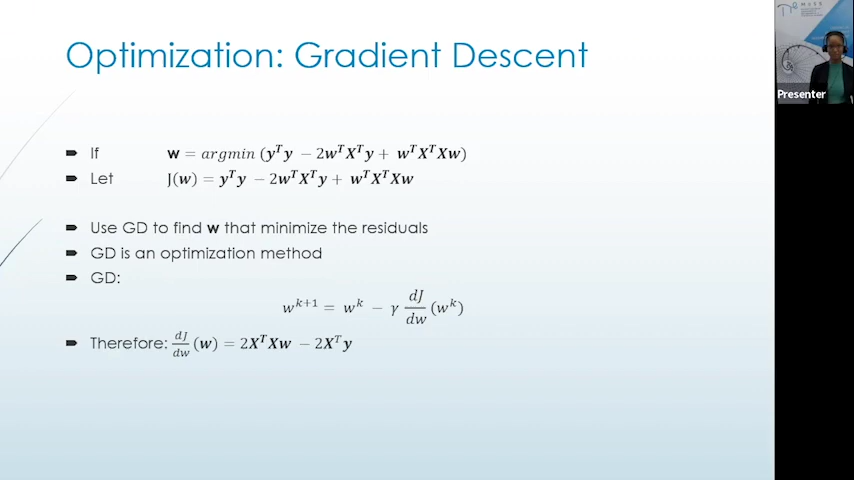 Optimization: Gradient Descent
If w = argmin (yᵀy − 2wᵀXᵀy + wᵀXᵀXw)
Let J(w) = yᵀy − 2wᵀXᵀy + wᵀXᵀXw
Use GD to find w that minimize the residuals
GD is an optimization method
GD:
wᵏ⁺¹ = wᵏ − γ dJ/dw (wᵏ)
Therefore: dJ/dw (w) = 2XᵀXw − 2Xᵀy
Presenter